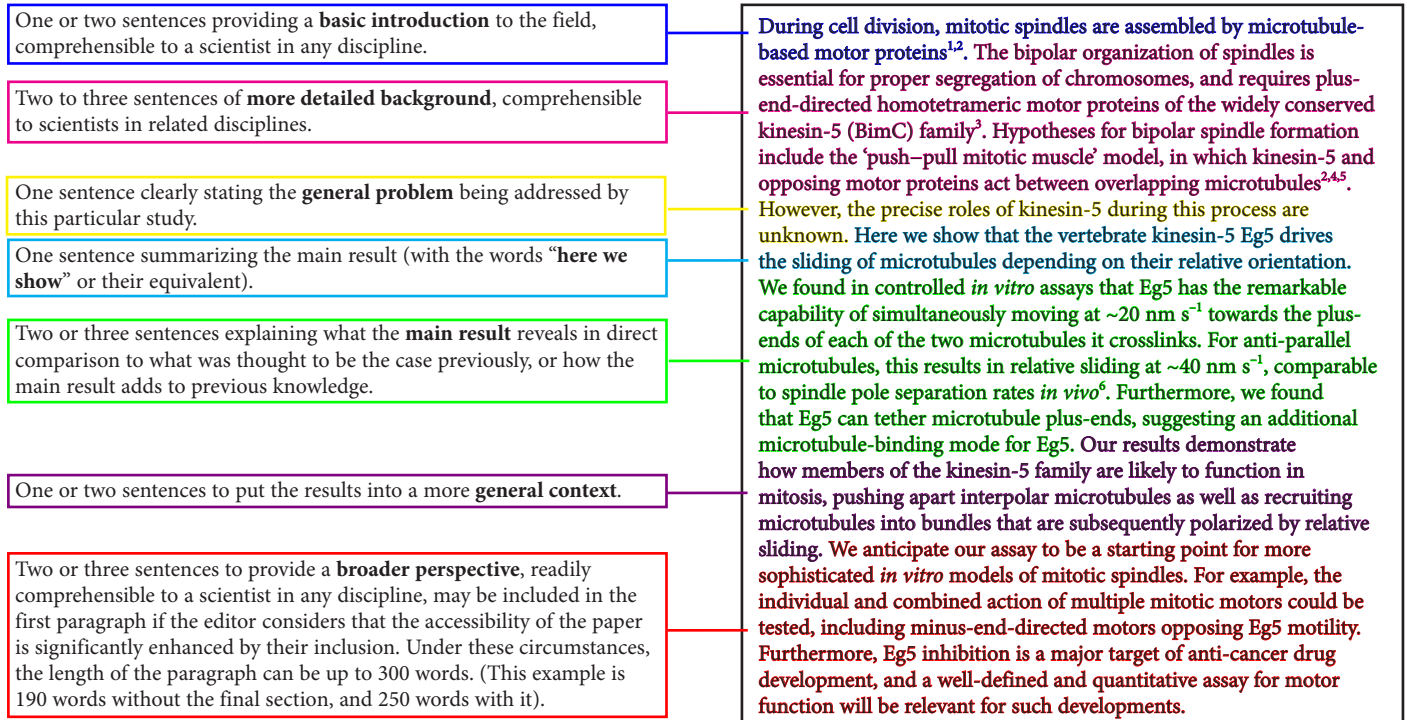 One or two sentences providing a basic introduction to the field,
comprehensible to a scientist in any discipline.
Two to three sentences of more detailed background, comprehensible
to scientists in related disciplines.
One sentence clearly stating the general problem being addressed by
this particular study.
One sentence summarizing the main result (with the words “here we
show” or their equivalent).
Two or three sentences explaining what the main result reveals in direct
comparison to what was thought to be the case previously, or how the
main result adds to previous knowledge.
One or two sentences to put the results into a more general context.
Two or three sentences to provide a broader perspective, readily
comprehensible to a scientist in any discipline, may be included in the
first paragraph if the editor considers that the accessibility of the paper
is significantly enhanced by their inclusion. Under these circumstances,
the length of the paragraph can be up to 300 words. (This example is
190 words without the final section, and 250 words with it).
During cell division, mitotic spindles are assembled by microtubule-
based motor proteins¹,². The bipolar organization of spindles is
essential for proper segregation of chromosomes, and requires plus-
end-directed homotetrameric motor proteins of the widely conserved
kinesin-5 (BimC) family³. Hypotheses for bipolar spindle formation
include the ‘push–pull mitotic muscle’ model, in which kinesin-5 and
opposing motor proteins act between overlapping microtubules²,⁴,⁵.
However, the precise roles of kinesin-5 during this process are
unknown. Here we show that the vertebrate kinesin-5 Eg5 drives
the sliding of microtubules depending on their relative orientation.
We found in controlled in vitro assays that Eg5 has the remarkable
capability of simultaneously moving at ~20 nm s⁻¹ towards the plus-
ends of each of the two microtubules it crosslinks. For anti-parallel
microtubules, this results in relative sliding at ~40 nm s⁻¹, comparable
to spindle pole separation rates in vivo⁶. Furthermore, we found
that Eg5 can tether microtubule plus-ends, suggesting an additional
microtubule-binding mode for Eg5. Our results demonstrate
how members of the kinesin-5 family are likely to function in
mitosis, pushing apart interpolar microtubules as well as recruiting
microtubules into bundles that are subsequently polarized by relative
sliding. We anticipate our assay to be a starting point for more
sophisticated in vitro models of mitotic spindles. For example, the
individual and combined action of multiple mitotic motors could be
tested, including minus-end-directed motors opposing Eg5 motility.
Furthermore, Eg5 inhibition is a major target of anti-cancer drug
development, and a well-defined and quantitative assay for motor
function will be relevant for such developments.